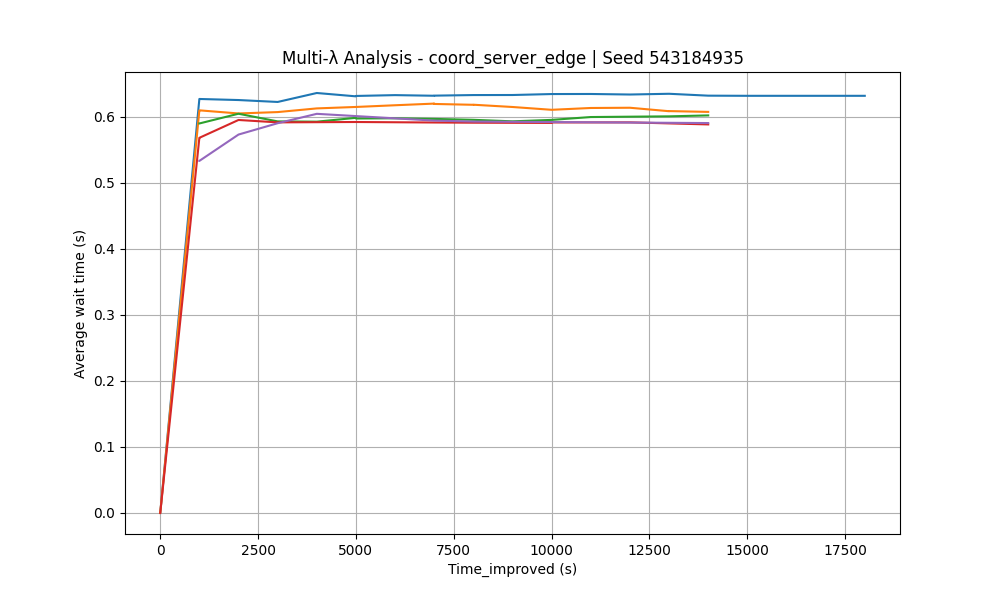 Multi-λ Analysis - coord_server_edge | Seed 543184935
Average wait time (s)
0.6
0.5
0.4
0.3
0.2
0.1
0.0
0 2500 5000 7500 10000 12500 15000 17500
Time_improved (s)